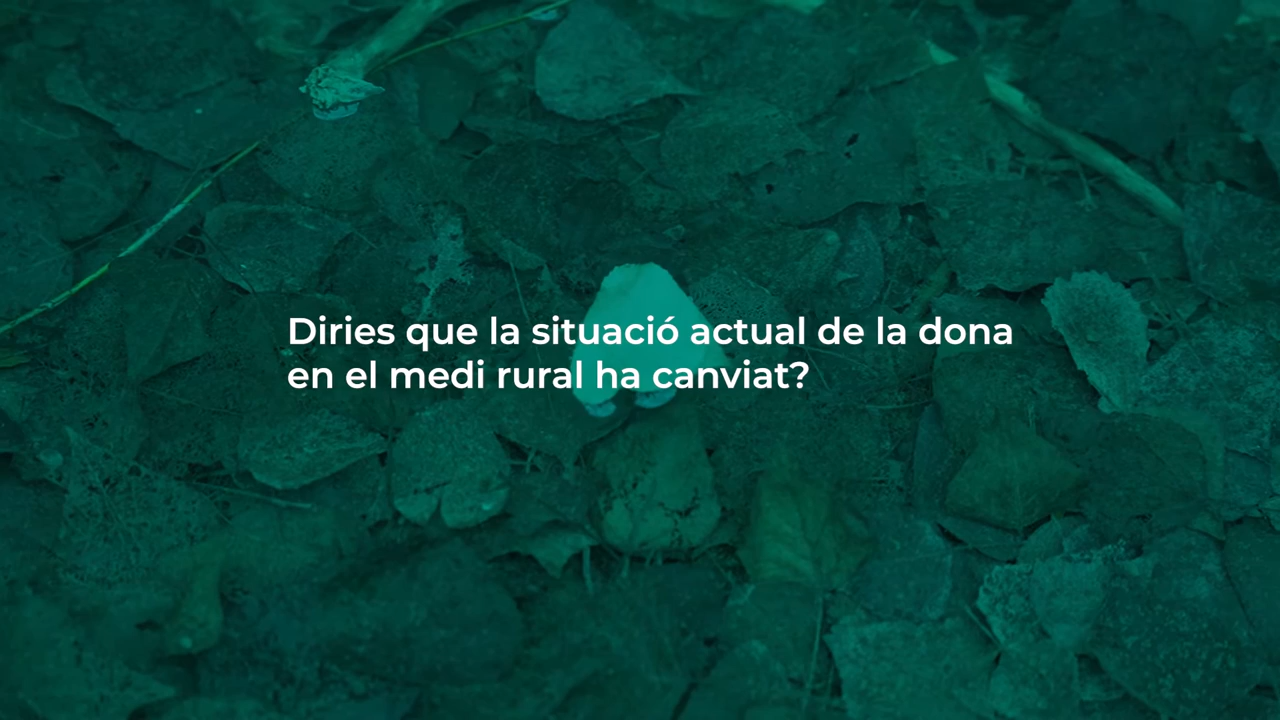 Diries que la situació actual de la dona
en el medi rural ha canviat?